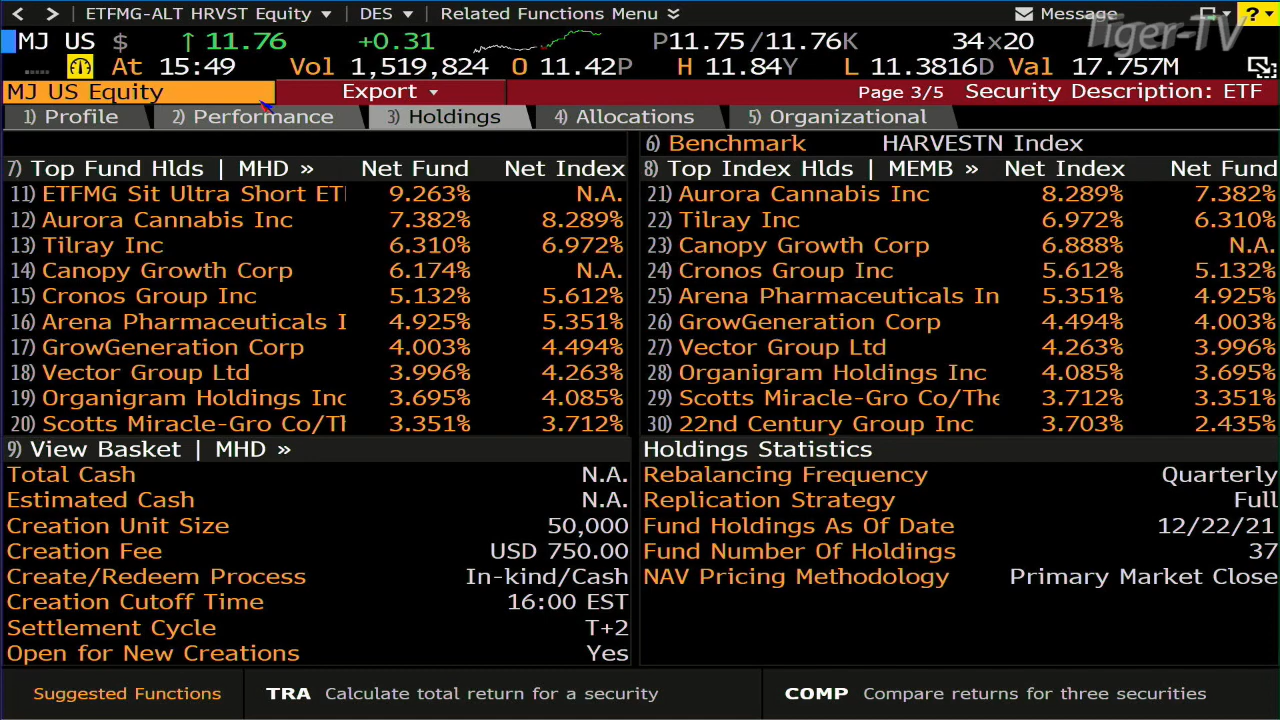 < > ETFMG-ALT HRVST Equity DES Related Functions Menu Message ?
Tiger-TV
MJ US $ ↑ 11.76 +0.31 P11.75/11.76K 34x20
At 15:49 Vol 1,519,824 O 11.42P H 11.84Y L 11.3816D Val 17.757M
MJ US Equity Export Page 3/5 Security Description: ETF
1) Profile 2) Performance 3) Holdings 4) Allocations 5) Organizational
6) Benchmark HARVESTN Index
7) Top Fund Hlds | MHD » Net Fund Net Index
11) ETFMG Sit Ultra Short ETI 9.263% N.A.
12) Aurora Cannabis Inc 7.382% 8.289%
13) Tilray Inc 6.310% 6.972%
14) Canopy Growth Corp 6.174% N.A.
15) Cronos Group Inc 5.132% 5.612%
16) Arena Pharmaceuticals I 4.925% 5.351%
17) GrowGeneration Corp 4.003% 4.494%
18) Vector Group Ltd 3.996% 4.263%
19) Organigram Holdings Inc 3.695% 4.085%
20) Scotts Miracle-Gro Co/Th 3.351% 3.712%
8) Top Index Hlds | MEMB » Net Index Net Fund
21) Aurora Cannabis Inc 8.289% 7.382%
22) Tilray Inc 6.972% 6.310%
23) Canopy Growth Corp 6.888% N.A.
24) Cronos Group Inc 5.612% 5.132%
25) Arena Pharmaceuticals In 5.351% 4.925%
26) GrowGeneration Corp 4.494% 4.003%
27) Vector Group Ltd 4.263% 3.996%
28) Organigram Holdings Inc 4.085% 3.695%
29) Scotts Miracle-Gro Co/The 3.712% 3.351%
30) 22nd Century Group Inc 3.703% 2.435%
9) View Basket | MHD »
Total Cash N.A.
Estimated Cash N.A.
Creation Unit Size 50,000
Creation Fee USD 750.00
Create/Redeem Process In-kind/Cash
Creation Cutoff Time 16:00 EST
Settlement Cycle T+2
Open for New Creations Yes
Holdings Statistics
Rebalancing Frequency Quarterly
Replication Strategy Full
Fund Holdings As Of Date 12/22/21
Fund Number Of Holdings 37
NAV Pricing Methodology Primary Market Close
Suggested Functions TRA Calculate total return for a security COMP Compare returns for three securities